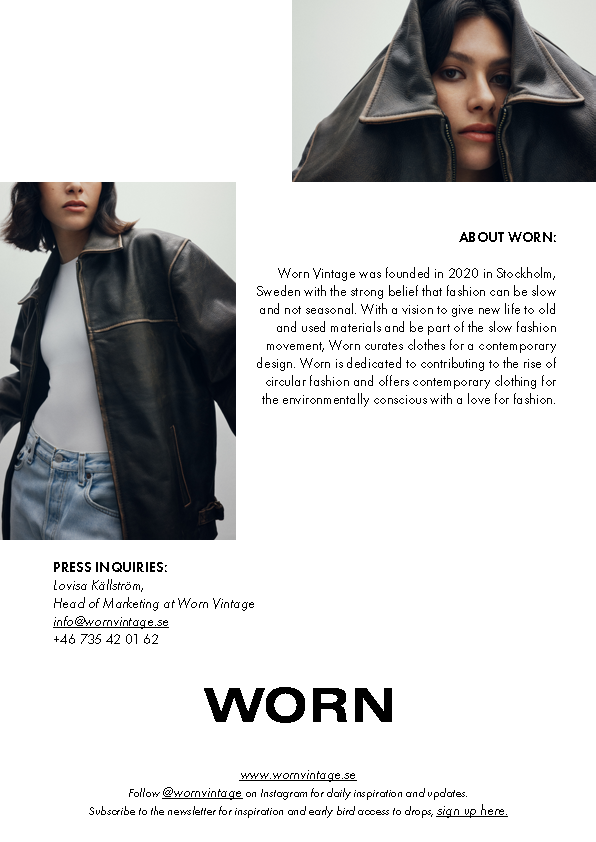 ABOUT WORN:
Worn Vintage was founded in 2020 in Stockholm,
Sweden with the strong belief that fashion can be slow
and not seasonal. With a vision to give new life to old
and used materials and be part of the slow fashion
movement, Worn curates clothes for a contemporary
design. Worn is dedicated to contributing to the rise of
circular fashion and offers contemporary clothing for
the environmentally conscious with a love for fashion.
PRESS INQUIRIES:
Lovisa Källström,
Head of Marketing at Worn Vintage
info@wornvintage.se
+46 735 42 01 62
WORN
www.wornvintage.se
Follow @wornvintage on Instagram for daily inspiration and updates.
Subscribe to the newsletter for inspiration and early bird access to drops, sign up here.